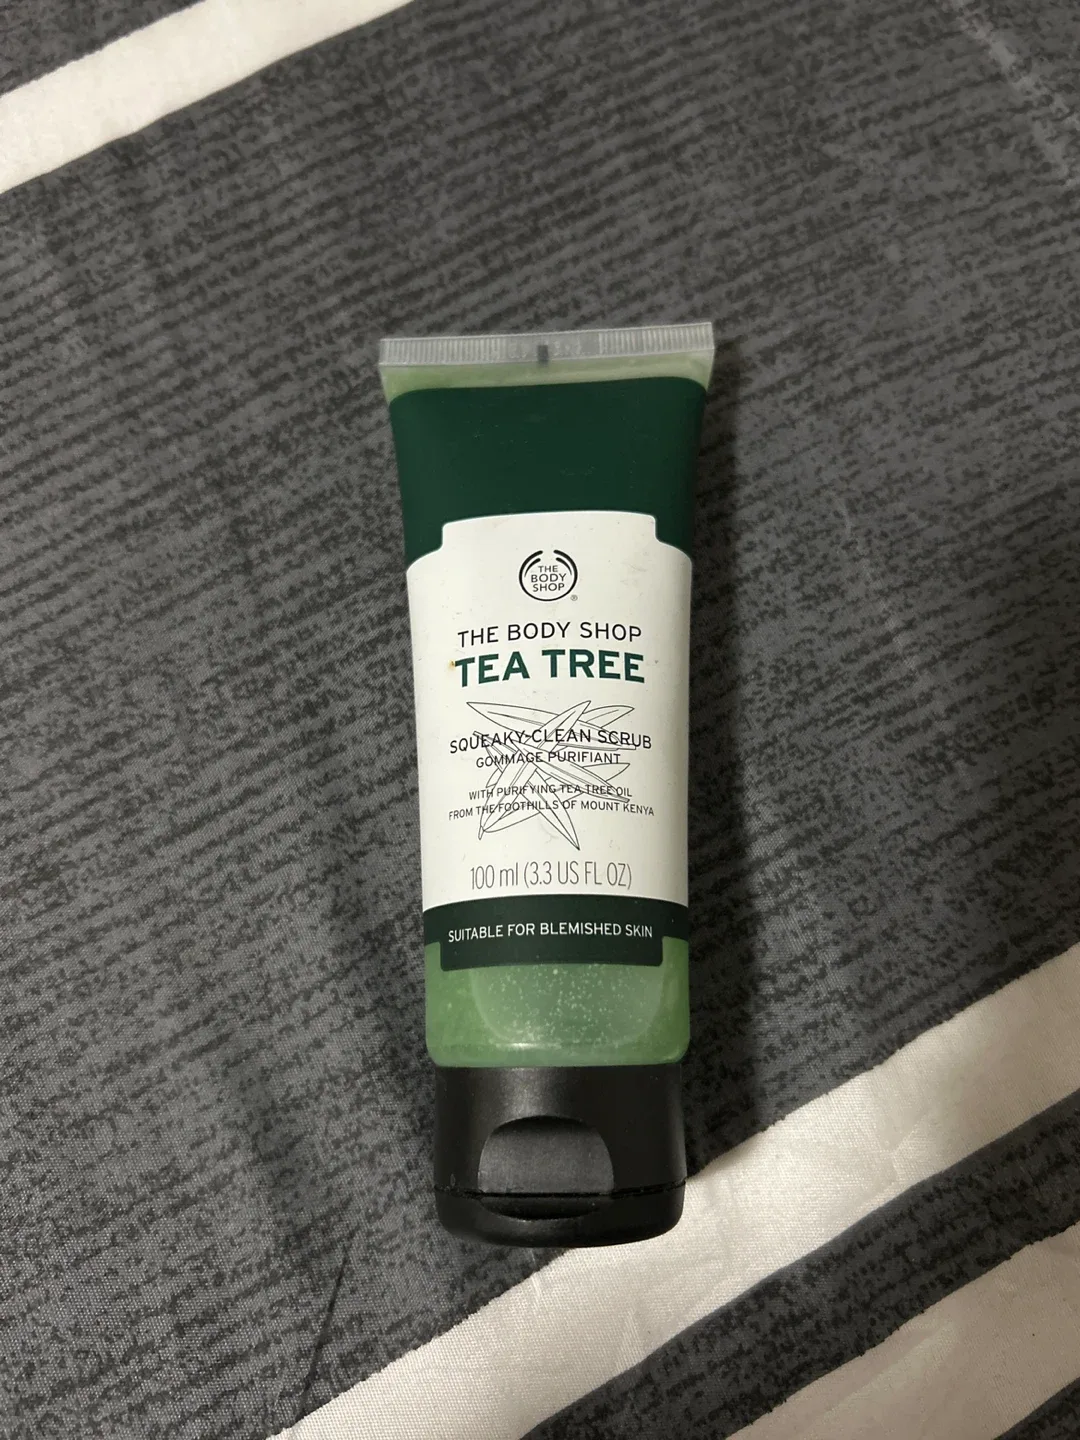 THE
BODY
SHOP
®
THE BODY SHOP
TEA TREE
SQUEAKY-CLEAN SCRUB
GOMMAGE PURIFIANT
WITH PURIFYING TEA TREE OIL
FROM THE FOOTHILLS OF MOUNT KENYA
100 ml (3.3 US FL OZ)
SUITABLE FOR BLEMISHED SKIN